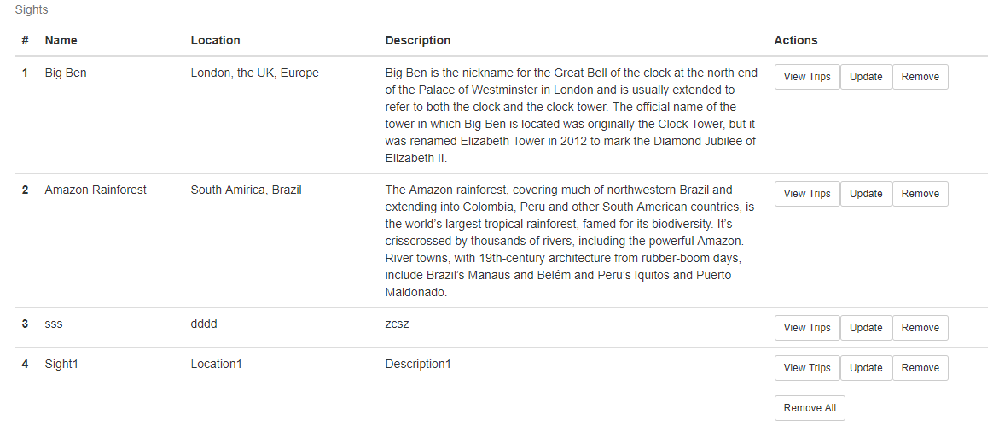 Sights
# Name Location Description Actions
1 Big Ben London, the UK, Europe Big Ben is the nickname for the Great Bell of the clock at the north end View Trips Update Remove
of the Palace of Westminster in London and is usually extended to
refer to both the clock and the clock tower. The official name of the
tower in which Big Ben is located was originally the Clock Tower, but it
was renamed Elizabeth Tower in 2012 to mark the Diamond Jubilee of
Elizabeth II.
2 Amazon Rainforest South Amirica, Brazil The Amazon rainforest, covering much of northwestern Brazil and View Trips Update Remove
extending into Colombia, Peru and other South American countries, is
the world’s largest tropical rainforest, famed for its biodiversity. It’s
crisscrossed by thousands of rivers, including the powerful Amazon.
River towns, with 19th-century architecture from rubber-boom days,
include Brazil’s Manaus and Belém and Peru’s Iquitos and Puerto
Maldonado.
3 sss dddd zcsz View Trips Update Remove
4 Sight1 Location1 Description1 View Trips Update Remove
Remove All